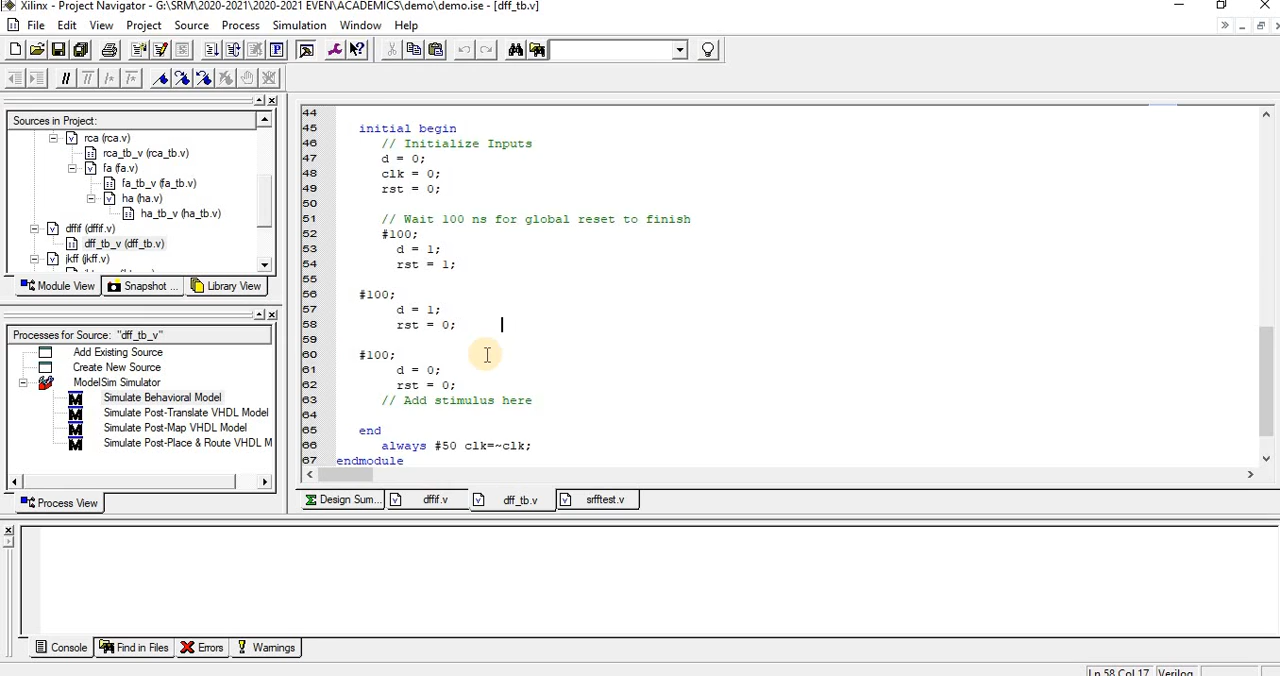 Xilinx - Project Navigator - G:\SRM\2020-2021\2020-2021 EVEN\ACADEMICS\demo\demo.ise - [dff_tb.v]
File Edit View Project Source Process Simulation Window Help
Sources in Project:
rca (rca.v)
rca_tb_v (rca_tb.v)
fa (fa.v)
fa_tb_v (fa_tb.v)
ha (ha.v)
ha_tb_v (ha_tb.v)
dffif (dffif.v)
dff_tb_v (dff_tb.v)
jkff (jkff.v)
Module View Snapshot ... Library View
Processes for Source: "dff_tb_v"
Add Existing Source
Create New Source
ModelSim Simulator
Simulate Behavioral Model
Simulate Post-Translate VHDL Model
Simulate Post-Map VHDL Model
Simulate Post-Place & Route VHDL M
Process View
44
45 initial begin
46 // Initialize Inputs
47 d = 0;
48 clk = 0;
49 rst = 0;
50
51 // Wait 100 ns for global reset to finish
52 #100;
53 d = 1;
54 rst = 1;
55
56 #100;
57 d = 1;
58 rst = 0;
59
60 #100;
61 d = 0;
62 rst = 0;
63 // Add stimulus here
64
65 end
66 always #50 clk=~clk;
67 endmodule
Design Sum... dffif.v dff_tb.v srfftest.v
Console Find in Files Errors Warnings
Ln 58 Col 17 Verilog